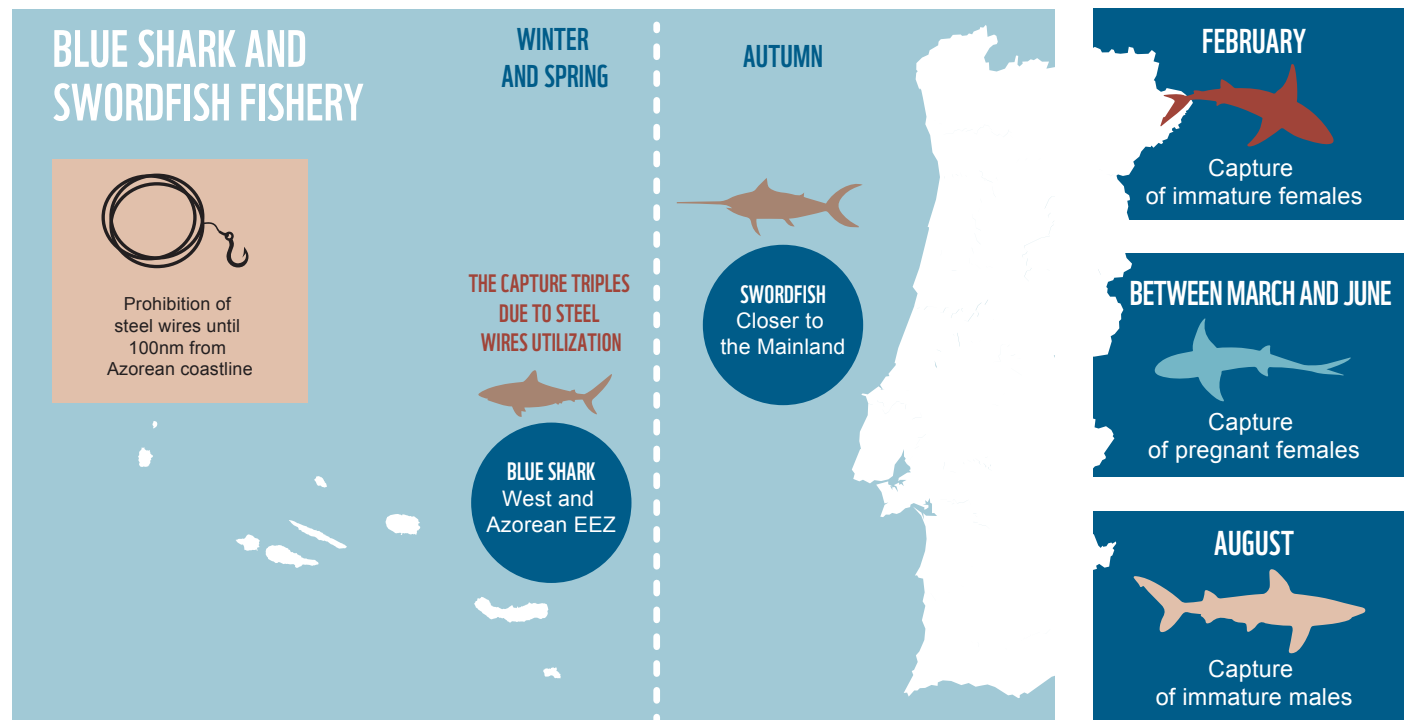 BLUE SHARK AND
SWORDFISH FISHERY
Prohibition of
steel wires until
100nm from
Azorean coastline
WINTER
AND SPRING
THE CAPTURE TRIPLES
DUE TO STEEL
WIRES UTILIZATION
BLUE SHARK
West and
Azorean EEZ
AUTUMN
SWORDFISH
Closer to
the Mainland
FEBRUARY
Capture
of immature females
BETWEEN MARCH AND JUNE
Capture
of pregnant females
AUGUST
Capture
of immature males